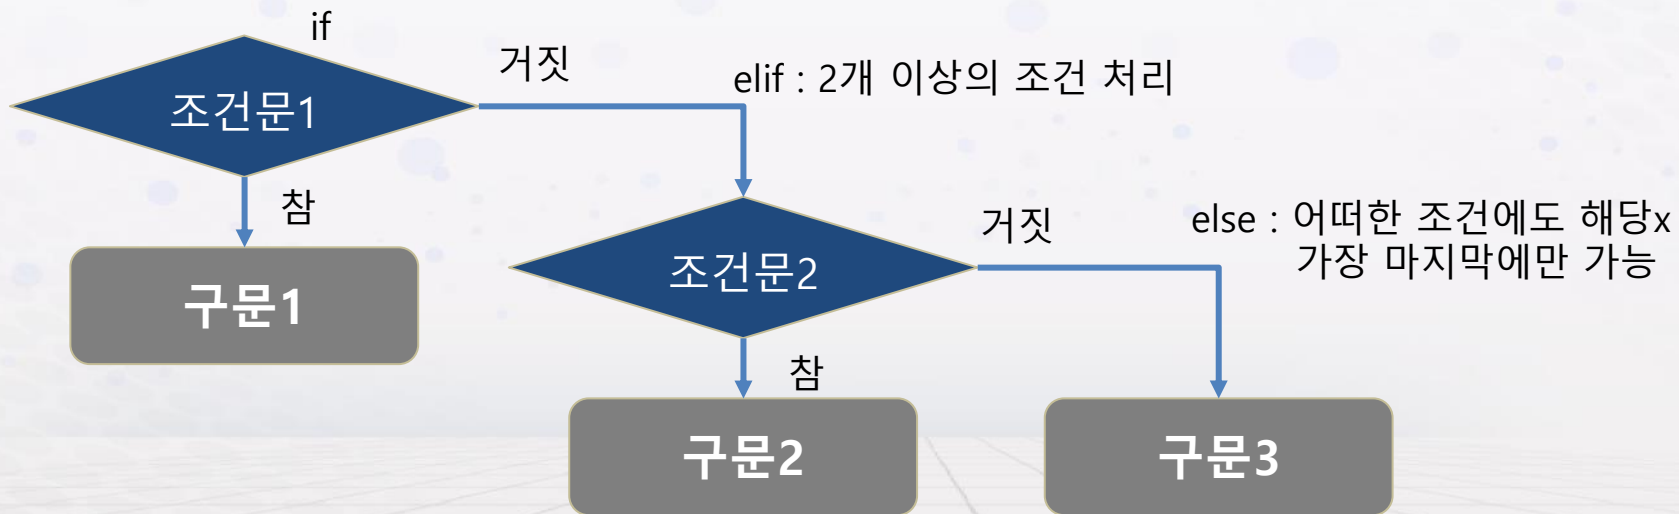 if
조건문1
거짓
elif : 2개 이상의 조건 처리
참
구문1
조건문2
거짓
else : 어떠한 조건에도 해당x
가장 마지막에만 가능
참
구문2
구문3